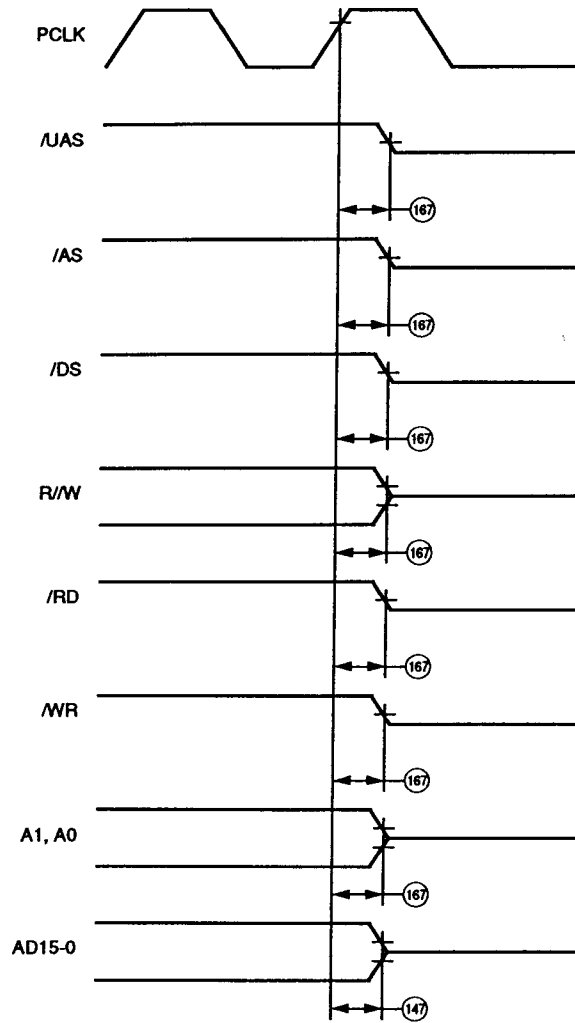 PCLK
/UAS
167
/AS
167
/DS
167
R//W
167
/RD
167
/WR
167
A1, A0
167
AD15-0
147